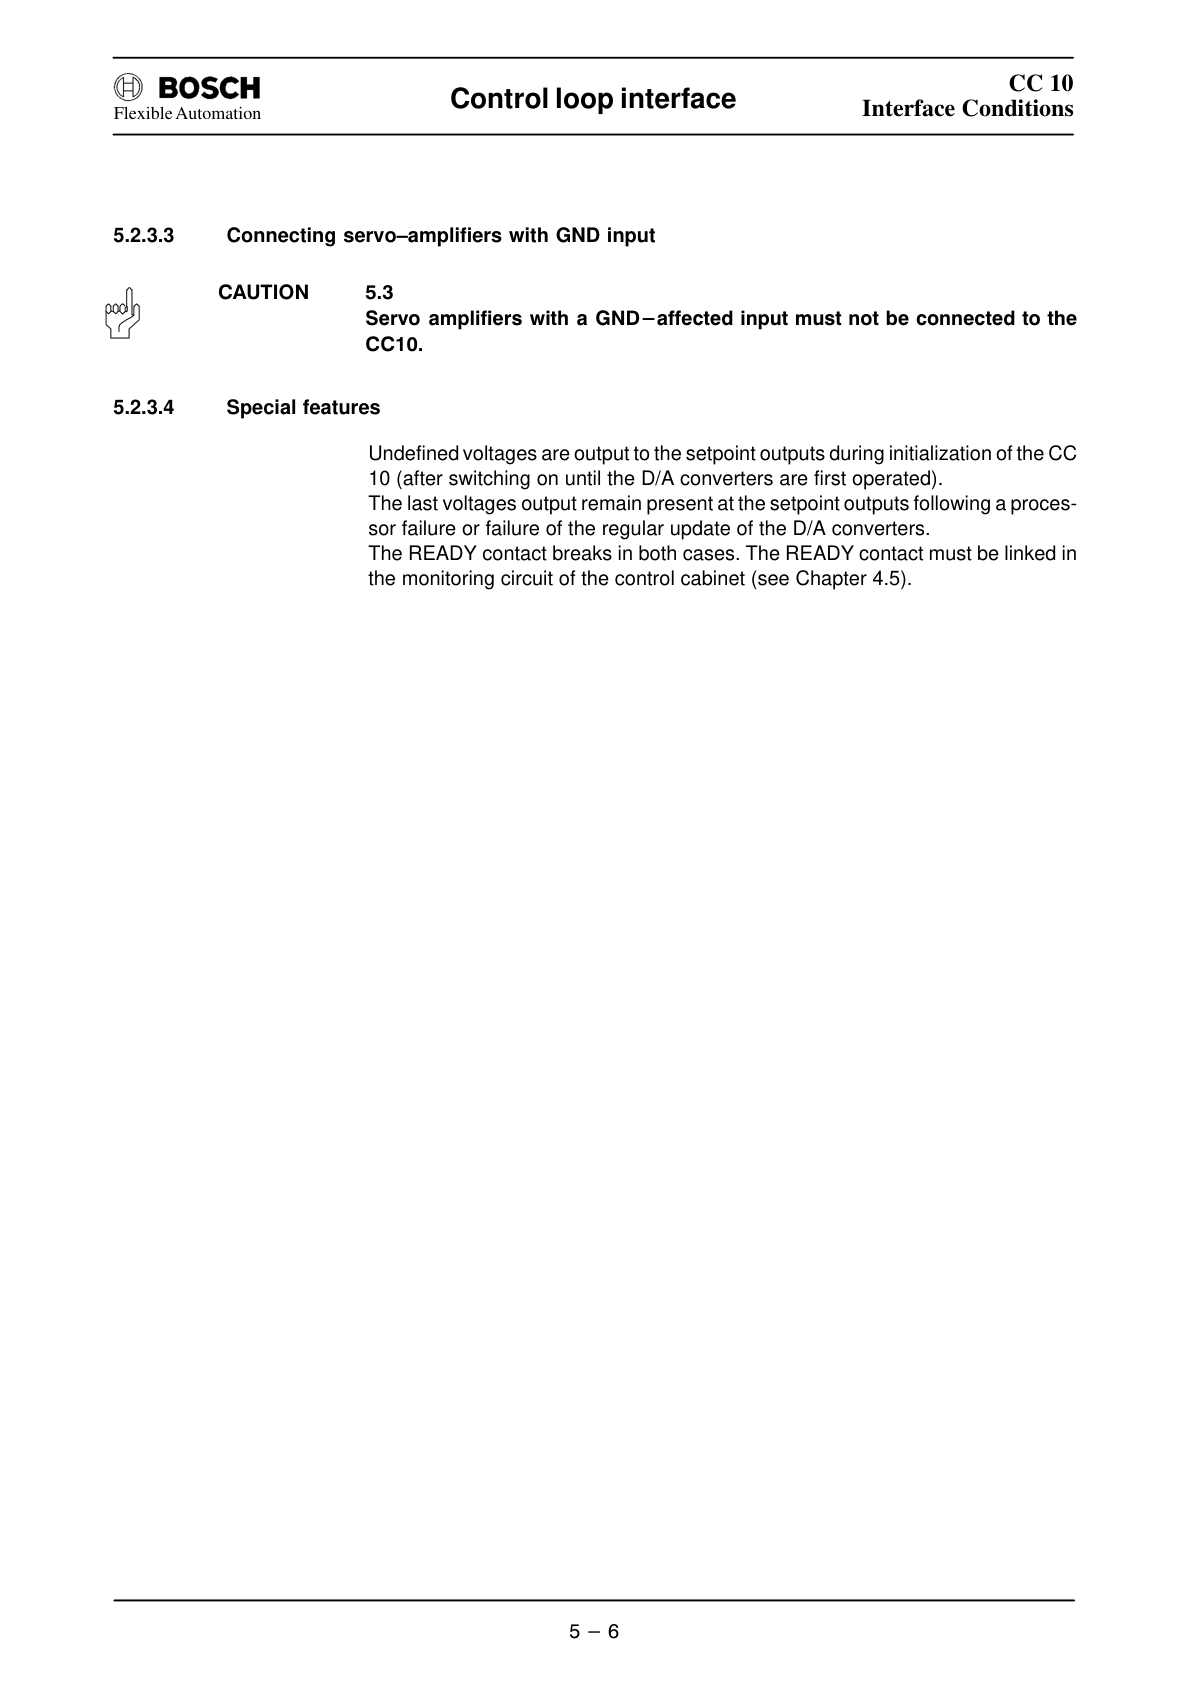 BOSCH
Flexible Automation
Control loop interface
CC 10
Interface Conditions
5.2.3.3 Connecting servo–amplifiers with GND input
CAUTION 5.3
Servo amplifiers with a GND–affected input must not be connected to the
CC10.
5.2.3.4 Special features
Undefined voltages are output to the setpoint outputs during initialization of the CC
10 (after switching on until the D/A converters are first operated).
The last voltages output remain present at the setpoint outputs following a proces-
sor failure or failure of the regular update of the D/A converters.
The READY contact breaks in both cases. The READY contact must be linked in
the monitoring circuit of the control cabinet (see Chapter 4.5).
5 – 6